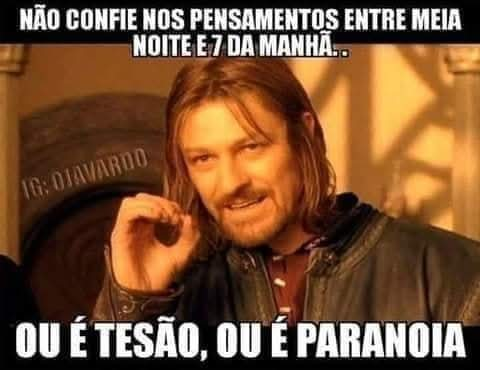 NÃO CONFIE NOS PENSAMENTOS ENTRE MEIA
NOITE E 7 DA MANHÃ..
IG: OJAVARDO
OU É TESÃO, OU É PARANOIA